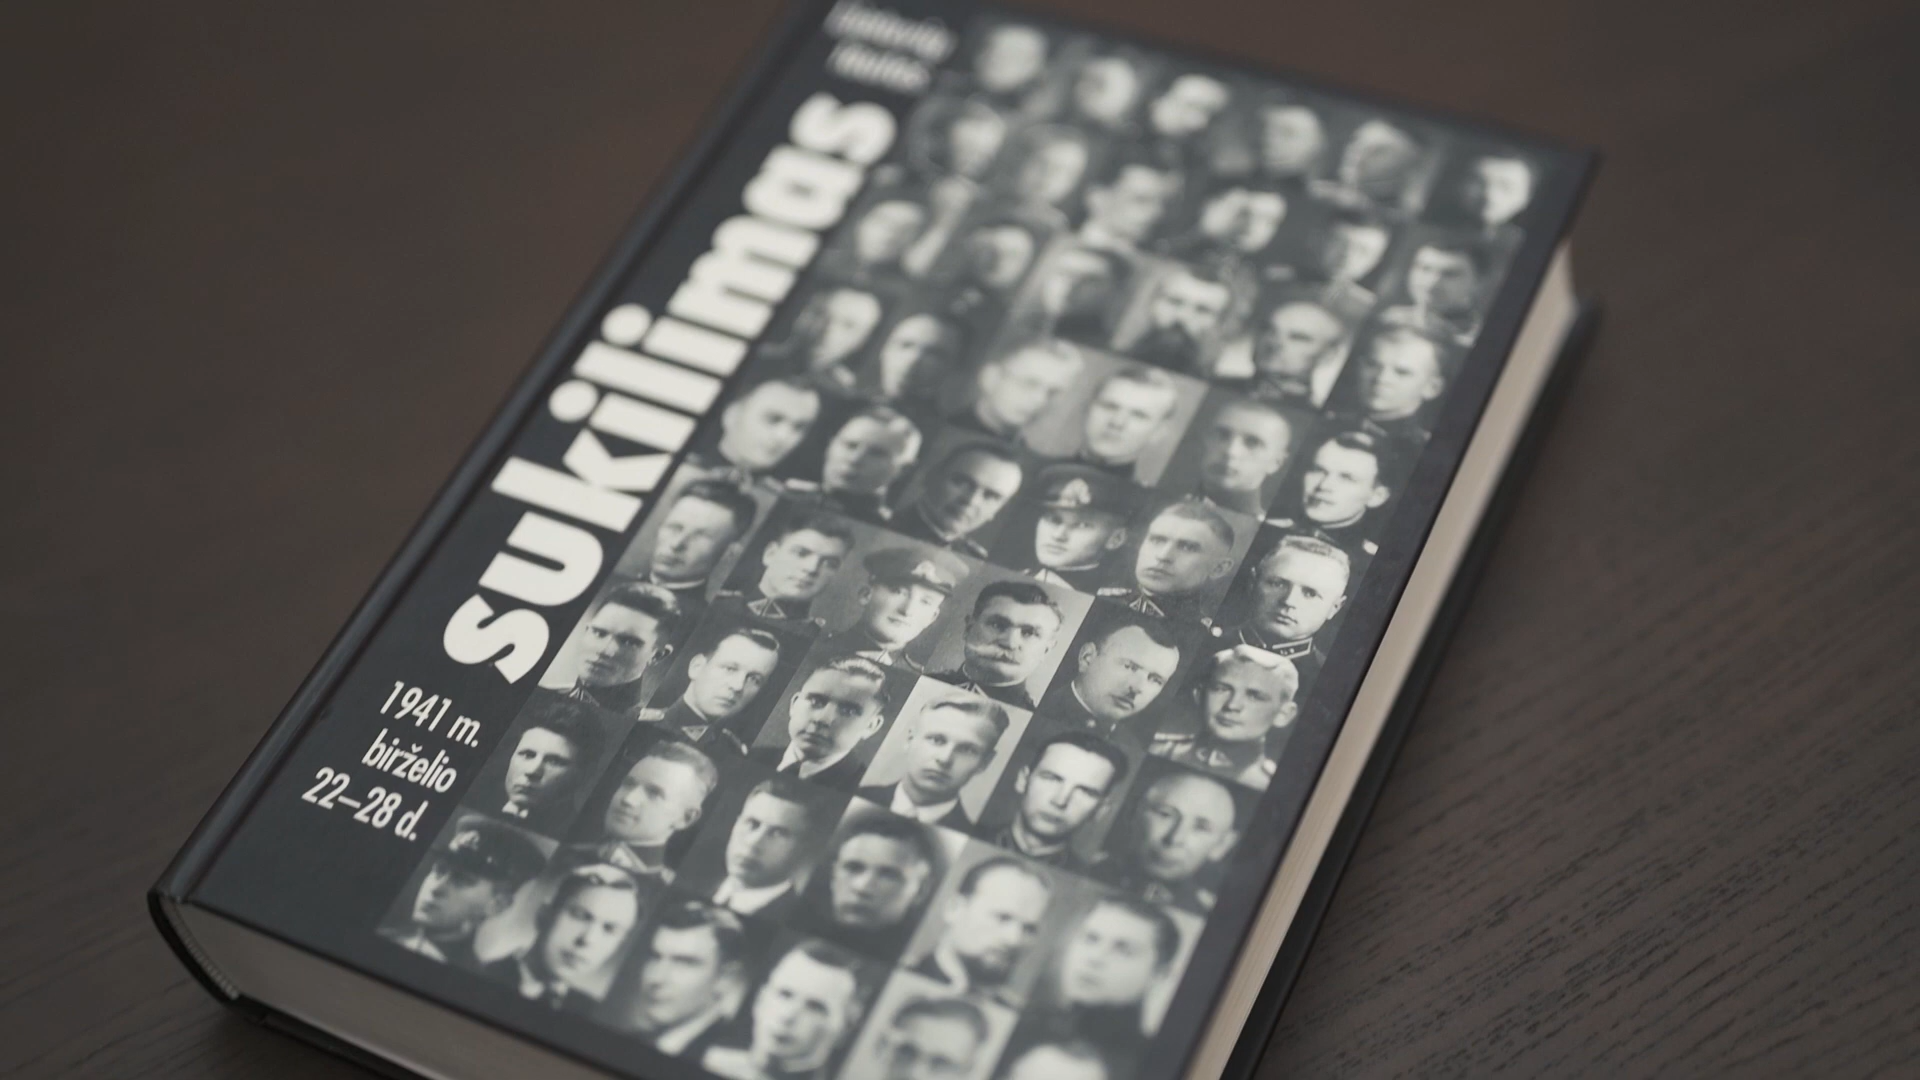 sukilimas
1941 m.
birželio
22–28 d.